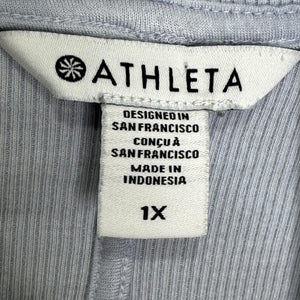 ATHLETA
DESIGNED IN
SAN FRANCISCO
CONÇU À
SAN FRANCISCO
MADE IN
INDONESIA
1X